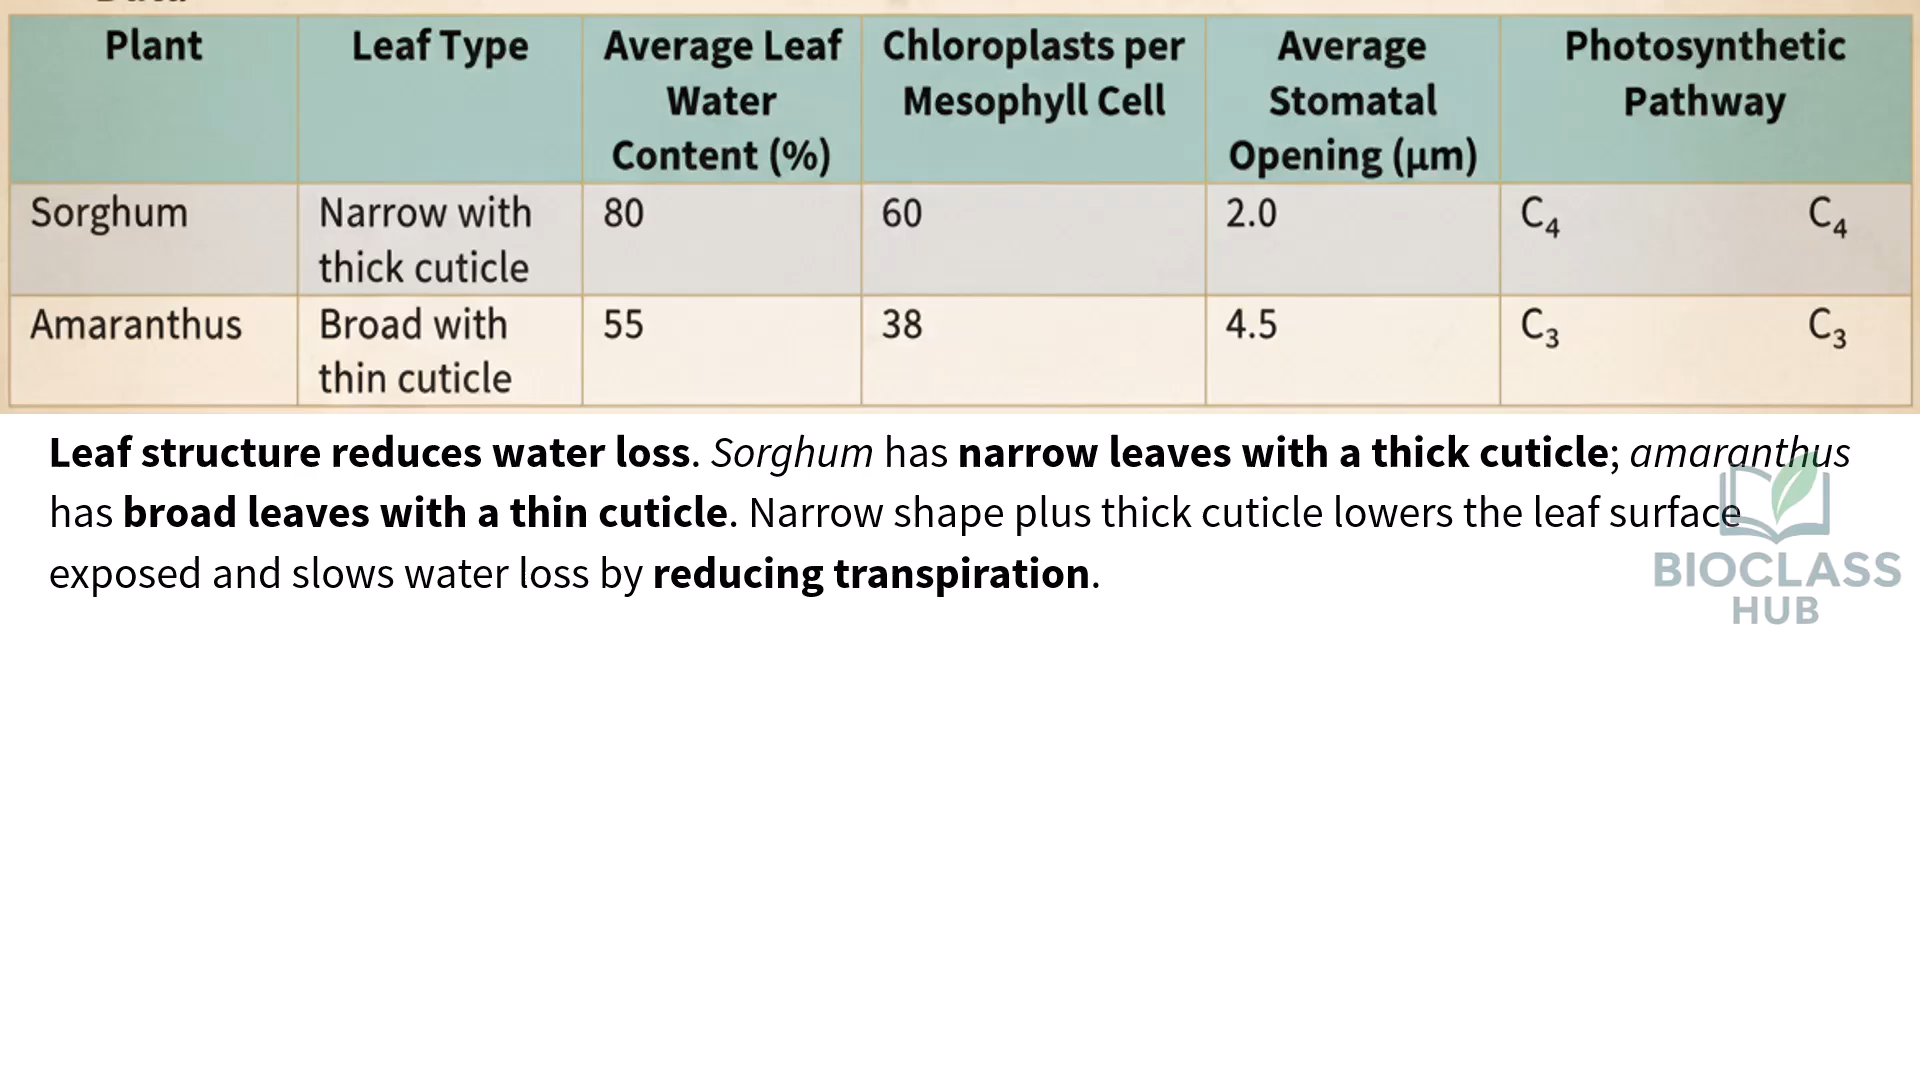 Plant Leaf Type Average Leaf Water Content (%) Chloroplasts per Mesophyll Cell Average Stomatal Opening (µm) Photosynthetic Pathway
Sorghum Narrow with thick cuticle 80 60 2.0 C₄ C₄
Amaranthus Broad with thin cuticle 55 38 4.5 C₃ C₃
Leaf structure reduces water loss. Sorghum has narrow leaves with a thick cuticle; amaranthus
has broad leaves with a thin cuticle. Narrow shape plus thick cuticle lowers the leaf surface
exposed and slows water loss by reducing transpiration.
BIOCLASS
HUB